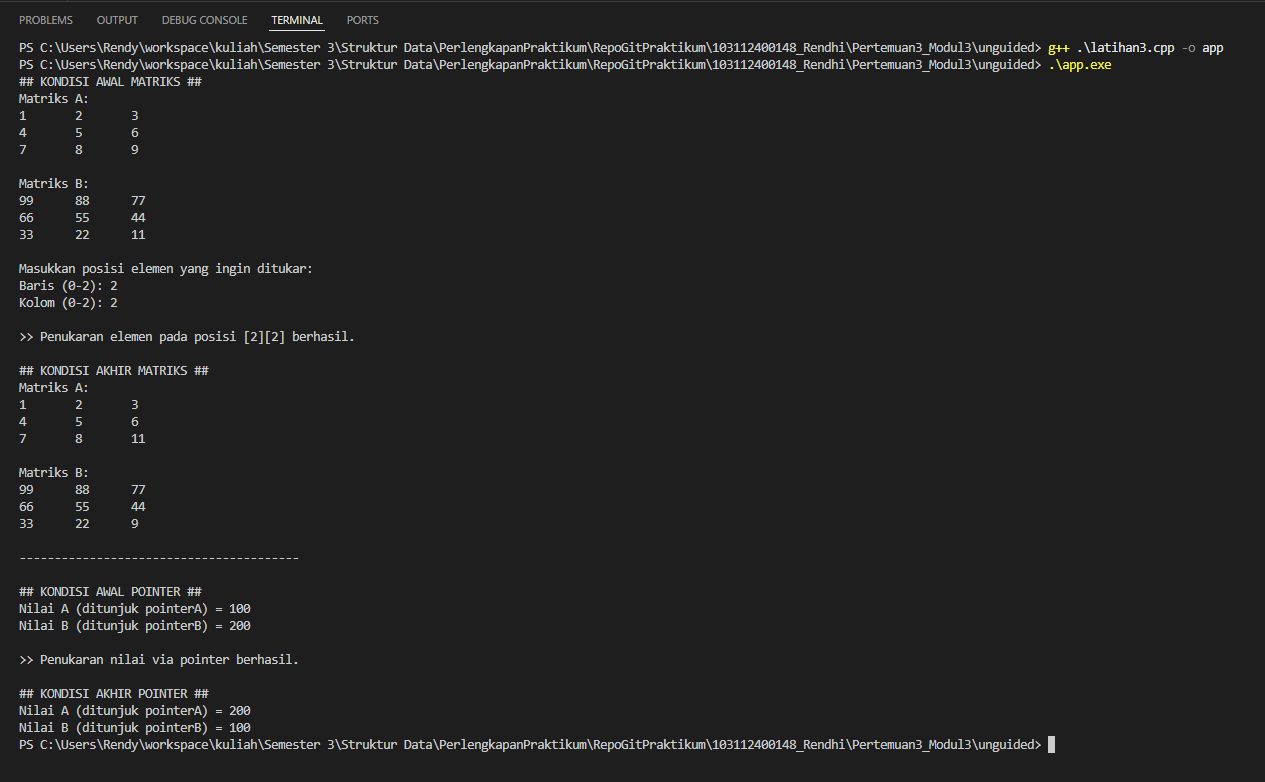 PROBLEMS OUTPUT DEBUG CONSOLE TERMINAL PORTS
PS C:\Users\Rendy\workspace\kuliah\Semester 3\Struktur Data\PerlengkapanPraktikum\RepoGitPraktikum\103112400148_Rendhi\Pertemuan3_Modul3\unguided> g++ .\latihan3.cpp -o app
PS C:\Users\Rendy\workspace\kuliah\Semester 3\Struktur Data\PerlengkapanPraktikum\RepoGitPraktikum\103112400148_Rendhi\Pertemuan3_Modul3\unguided> .\app.exe
## KONDISI AWAL MATRIKS ##
Matriks A:
1 2 3
4 5 6
7 8 9
Matriks B:
99 88 77
66 55 44
33 22 11
Masukkan posisi elemen yang ingin ditukar:
Baris (0-2): 2
Kolom (0-2): 2
>> Penukaran elemen pada posisi [2][2] berhasil.
## KONDISI AKHIR MATRIKS ##
Matriks A:
1 2 3
4 5 6
7 8 11
Matriks B:
99 88 77
66 55 44
33 22 9
----------------------------------------
## KONDISI AWAL POINTER ##
Nilai A (ditunjuk pointerA) = 100
Nilai B (ditunjuk pointerB) = 200
>> Penukaran nilai via pointer berhasil.
## KONDISI AKHIR POINTER ##
Nilai A (ditunjuk pointerA) = 200
Nilai B (ditunjuk pointerB) = 100
PS C:\Users\Rendy\workspace\kuliah\Semester 3\Struktur Data\PerlengkapanPraktikum\RepoGitPraktikum\103112400148_Rendhi\Pertemuan3_Modul3\unguided>